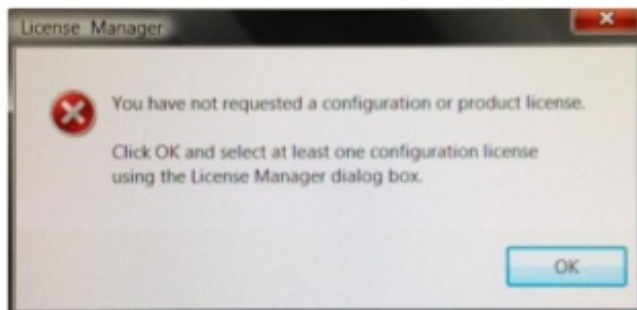 License Manager
You have not requested a configuration or product license.
Click OK and select at least one configuration license
using the License Manager dialog box.
OK